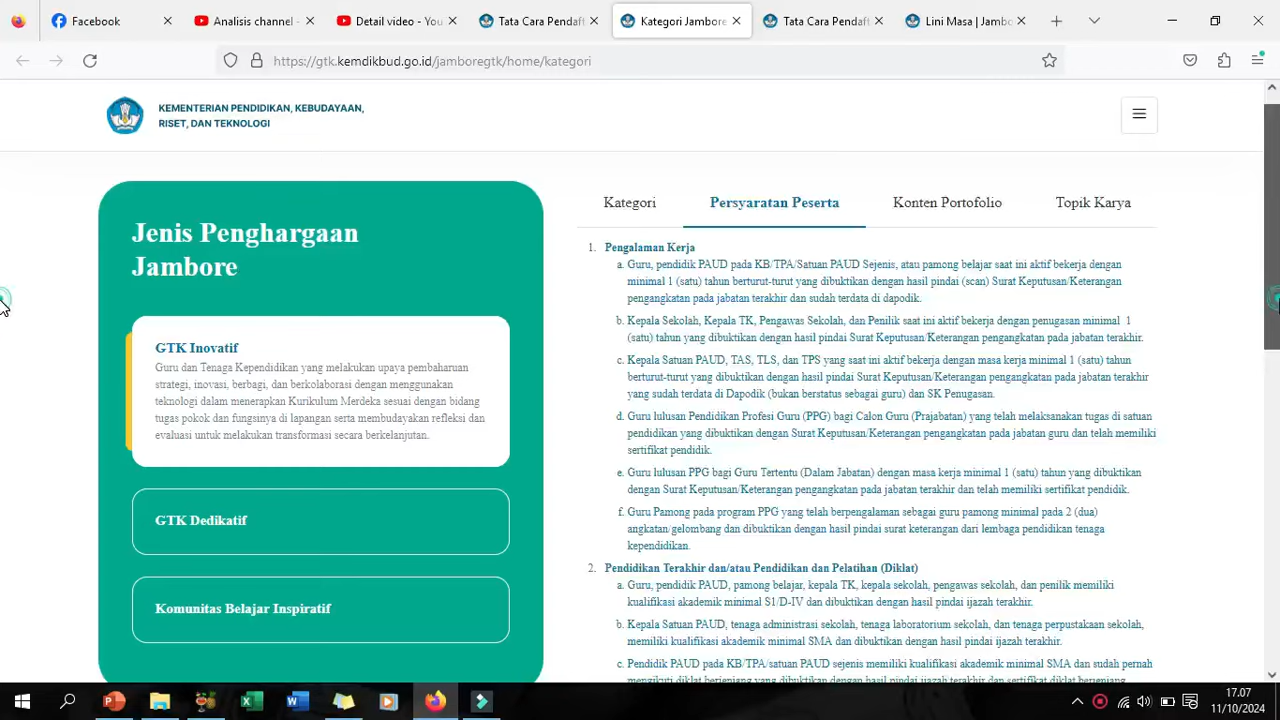 Facebook
Analisis channel -
Detail video - You
Tata Cara Pendaft
Kategori Jambore
Tata Cara Pendaft
Lini Masa | Jambo
https://gtk.kemdikbud.go.id/jamboregtk/home/kategori
KEMENTERIAN PENDIDIKAN, KEBUDAYAAN,
RISET, DAN TEKNOLOGI
Jenis Penghargaan
Jambore
GTK Inovatif
Guru dan Tenaga Kependidikan yang melakukan upaya pembaharuan
strategi, inovasi, berbagi, dan berkolaborasi dengan menggunakan
teknologi dalam menerapkan Kurikulum Merdeka sesuai dengan bidang
tugas pokok dan fungsinya di lapangan serta membudayakan refleksi dan
evaluasi untuk melakukan transformasi secara berkelanjutan.
GTK Dedikatif
Komunitas Belajar Inspiratif
Kategori
Persyaratan Peserta
Konten Portofolio
Topik Karya
1. Pengalaman Kerja
a. Guru, pendidik PAUD pada KB/TPA/Satuan PAUD Sejenis, atau pamong belajar saat ini aktif bekerja dengan
minimal 1 (satu) tahun berturut-turut yang dibuktikan dengan hasil pindai (scan) Surat Keputusan/Keterangan
pengangkatan pada jabatan terakhir dan sudah terdata di dapodik.
b. Kepala Sekolah, Kepala TK, Pengawas Sekolah, dan Penilik saat ini aktif bekerja dengan penugasan minimal 1
(satu) tahun yang dibuktikan dengan hasil pindai Surat Keputusan/Keterangan pengangkatan pada jabatan terakhir.
c. Kepala Satuan PAUD, TAS, TLS, dan TPS yang saat ini aktif bekerja dengan masa kerja minimal 1 (satu) tahun
berturut-turut yang dibuktikan dengan hasil pindai Surat Keputusan/Keterangan pengangkatan pada jabatan terakhir
yang sudah terdata di Dapodik (bukan berstatus sebagai guru) dan SK Penugasan.
d. Guru lulusan Pendidikan Profesi Guru (PPG) bagi Calon Guru (Prajabatan) yang telah melaksanakan tugas di satuan
pendidikan yang dibuktikan dengan Surat Keputusan/Keterangan pengangkatan pada jabatan guru dan telah memiliki
sertifikat pendidik.
e. Guru lulusan PPG bagi Guru Tertentu (Dalam Jabatan) dengan masa kerja minimal 1 (satu) tahun yang dibuktikan
dengan Surat Keputusan/Keterangan pengangkatan pada jabatan terakhir dan telah memiliki sertifikat pendidik.
f. Guru Pamong pada program PPG yang telah berpengalaman sebagai guru pamong minimal pada 2 (dua)
angkatan/gelombang dan dibuktikan dengan hasil pindai surat keterangan dari lembaga pendidikan tenaga
kependidikan.
2. Pendidikan Terakhir dan/atau Pendidikan dan Pelatihan (Diklat)
a. Guru, pendidik PAUD, pamong belajar, kepala TK, kepala sekolah, pengawas sekolah, dan penilik memiliki
kualifikasi akademik minimal S1/D-IV dan dibuktikan dengan hasil pindai ijazah terakhir.
b. Kepala Satuan PAUD, tenaga administrasi sekolah, tenaga laboratorium sekolah, dan tenaga perpustakaan sekolah,
memiliki kualifikasi akademik minimal SMA dan dibuktikan dengan hasil pindai ijazah terakhir.
c. Pendidik PAUD pada KB/TPA/satuan PAUD sejenis memiliki kualifikasi akademik minimal SMA dan sudah pernah
mengikuti diklat berjenjang yang dibuktikan dengan hasil pindai ijazah terakhir dan sertifikat diklat berjenjang.
17.07
11/10/2024